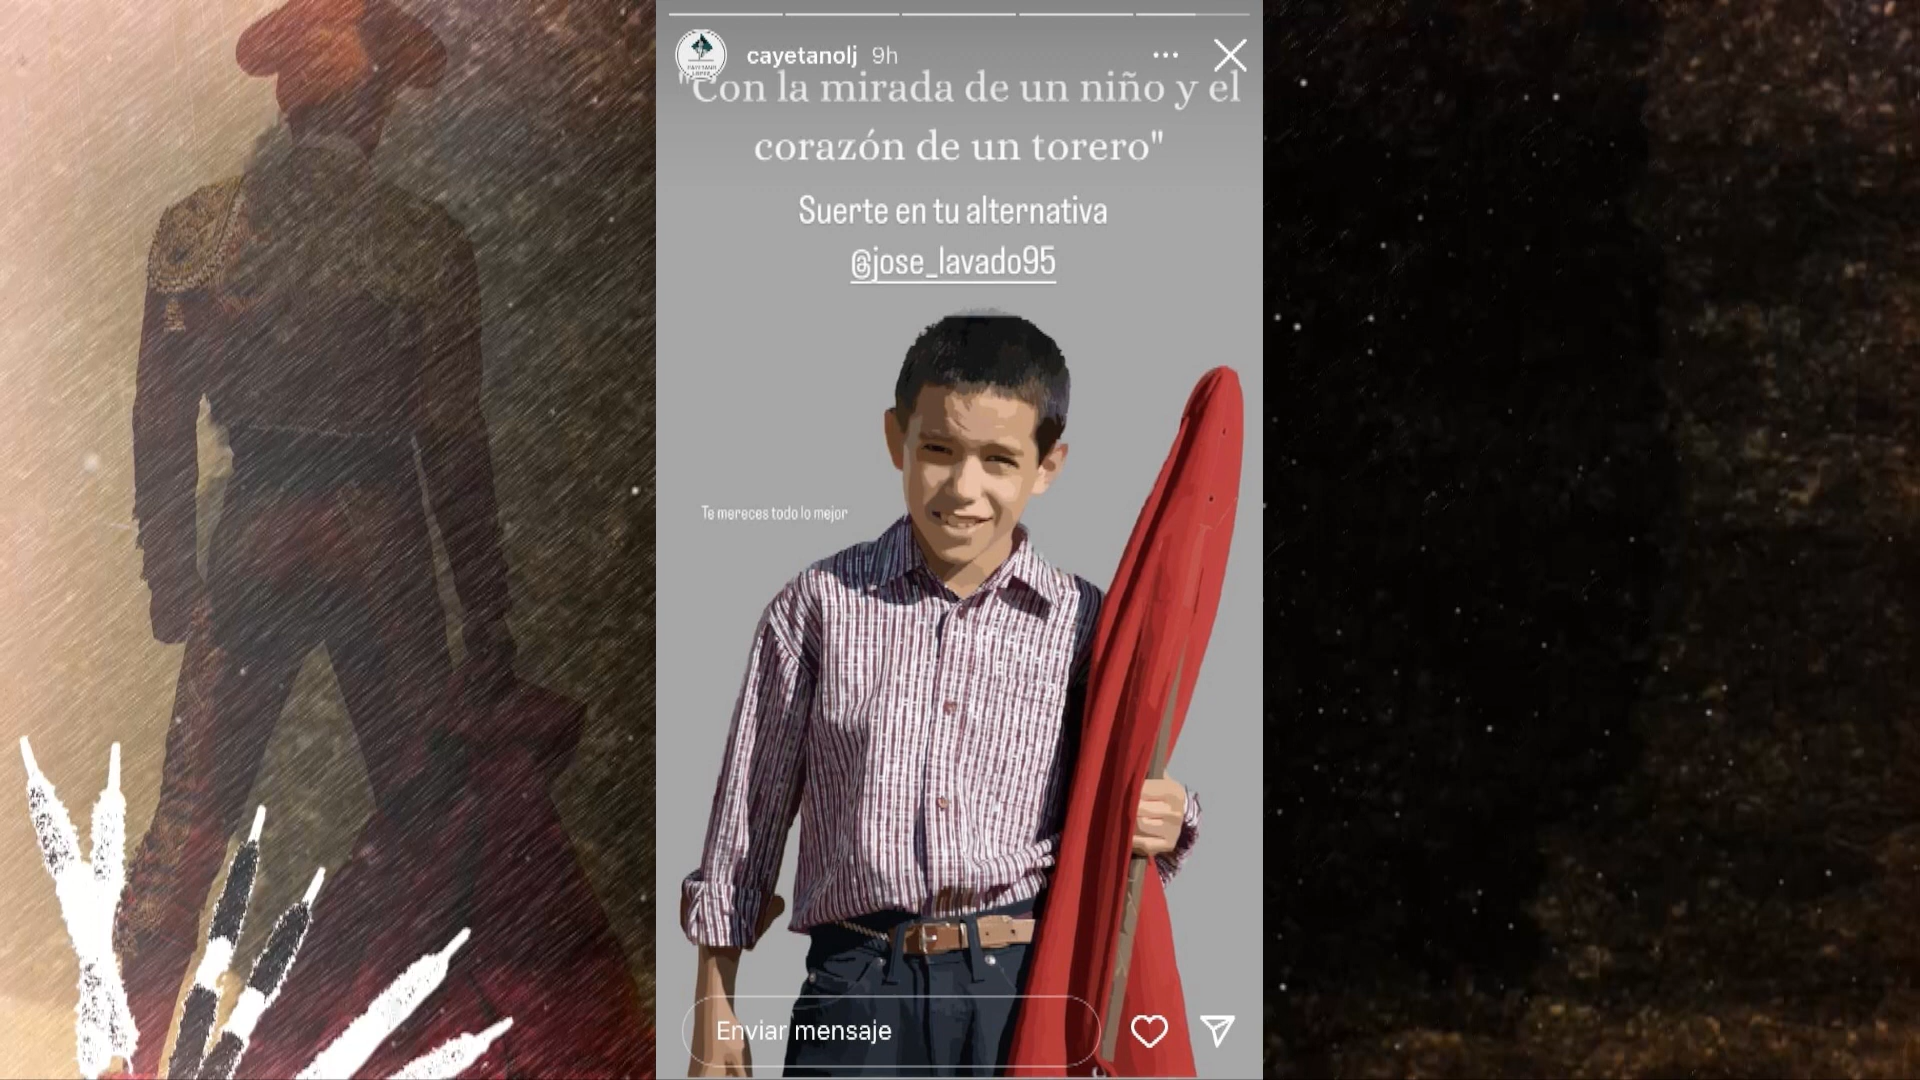 cayetanolj 9h
"Con la mirada de un niño y el
corazón de un torero"
Suerte en tu alternativa
@jose_lavado95
Te mereces todo lo mejor
Enviar mensaje